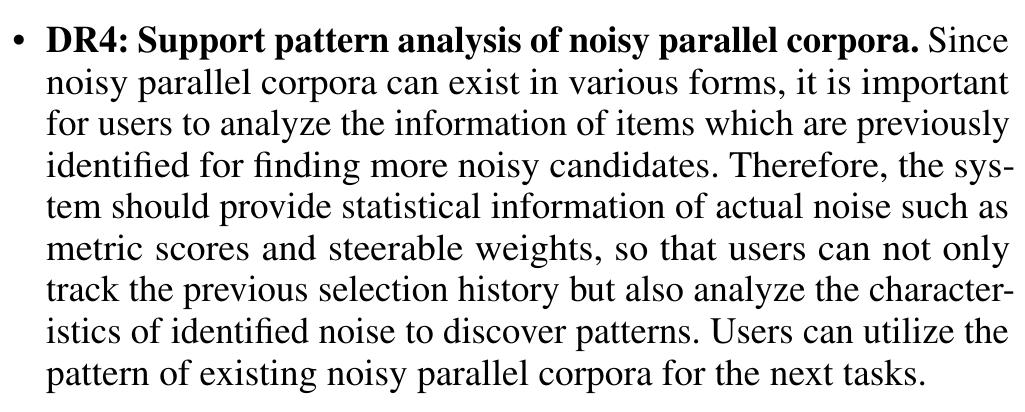 • DR4: Support pattern analysis of noisy parallel corpora. Since
noisy parallel corpora can exist in various forms, it is important
for users to analyze the information of items which are previously
identified for finding more noisy candidates. Therefore, the sys-
tem should provide statistical information of actual noise such as
metric scores and steerable weights, so that users can not only
track the previous selection history but also analyze the character-
istics of identified noise to discover patterns. Users can utilize the
pattern of existing noisy parallel corpora for the next tasks.